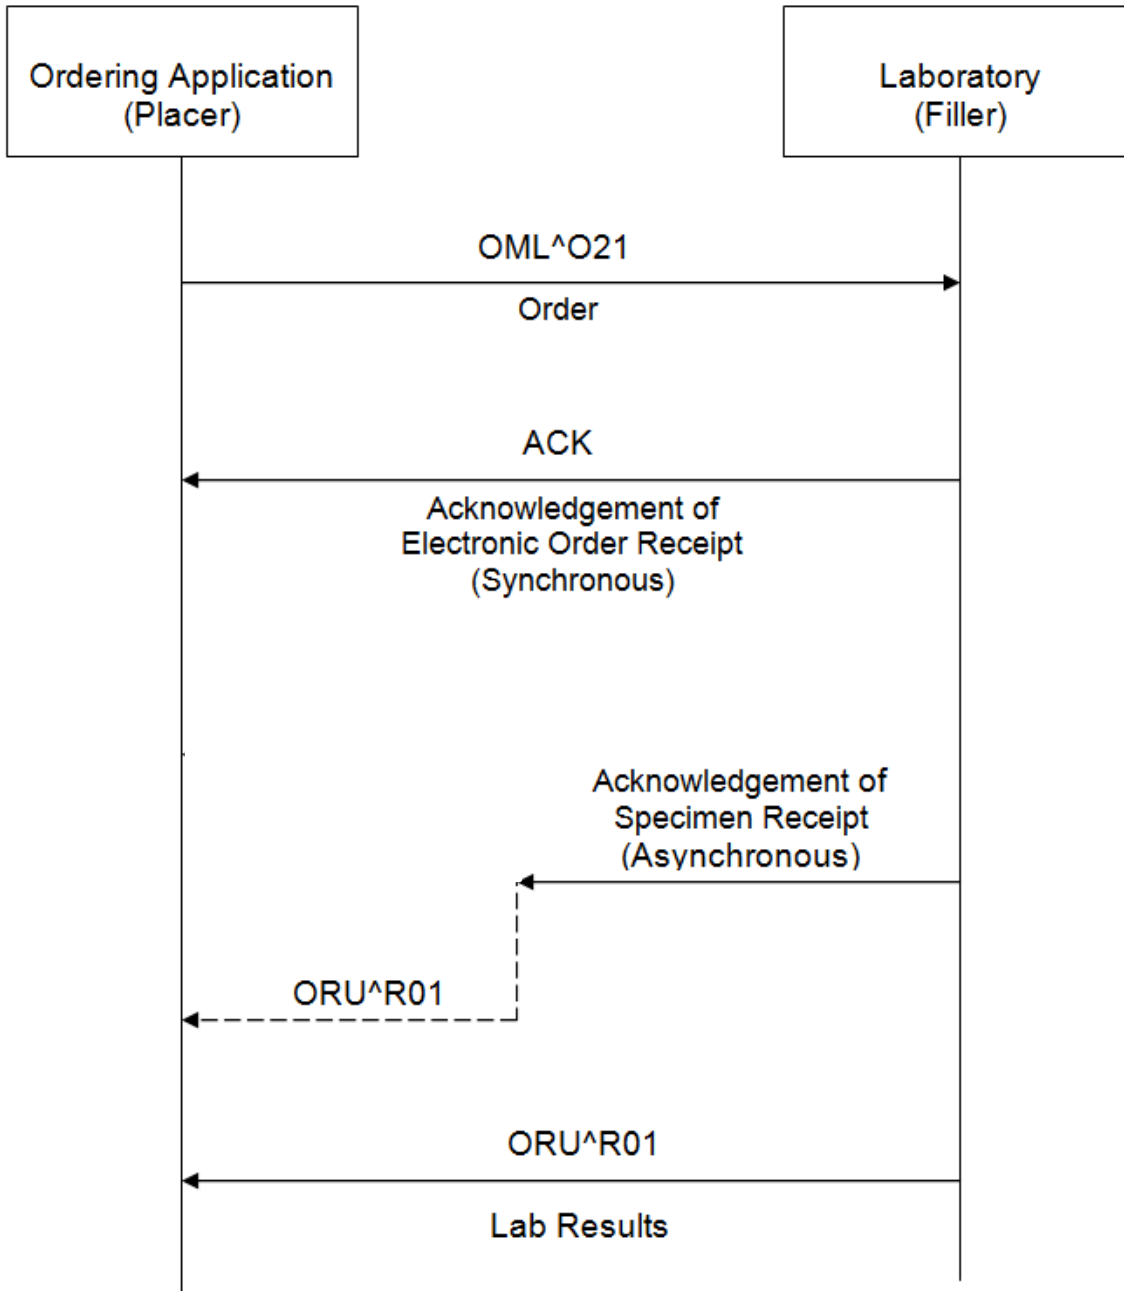 Ordering Application
(Placer)
Laboratory
(Filler)
OML^O21
Order
ACK
Acknowledgement of
Electronic Order Receipt
(Synchronous)
Acknowledgement of
Specimen Receipt
(Asynchronous)
ORU^R01
ORU^R01
Lab Results